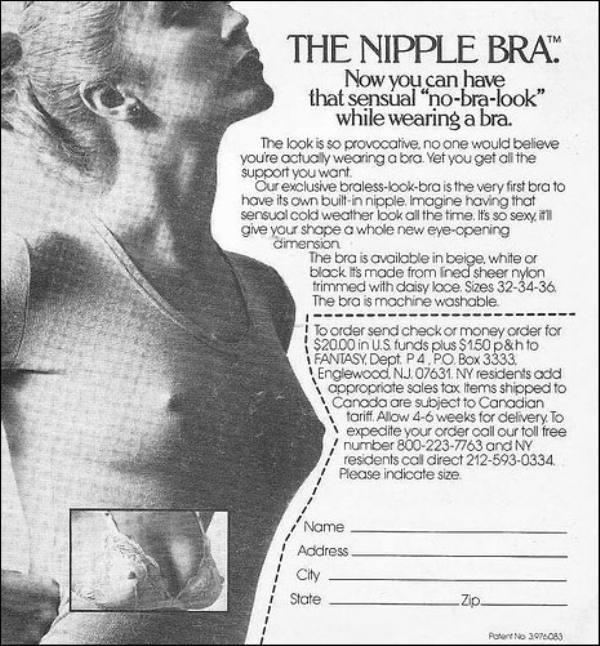 THE NIPPLE BRA.™
Now you can have
that sensual "no-bra-look"
while wearing a bra.
The look is so provocative, no one would believe
you're actually wearing a bra. Yet you get all the
support you want.
Our exclusive braless-look-bra is the very first bra to
have its own built-in nipple. Imagine having that
sensual cold weather look all the time. It's so sexy, it'll
give your shape a whole new eye-opening
dimension.
The bra is available in beige, white or
black. It's made from lined sheer nylon
trimmed with daisy lace. Sizes 32-34-36.
The bra is machine washable.
To order send check or money order for
$20.00 in U.S. funds plus $1.50 p&h to
FANTASY, Dept. P4, P.O. Box 3333,
Englewood, N.J. 07631. NY residents add
appropriate sales tax. Items shipped to
Canada are subject to Canadian
tariff. Allow 4-6 weeks for delivery. To
expedite your order call our toll free
number 800-223-7763 and NY
residents call direct 212-593-0334.
Please indicate size.
Name
Address
City
State Zip
Patent No 3,976,083